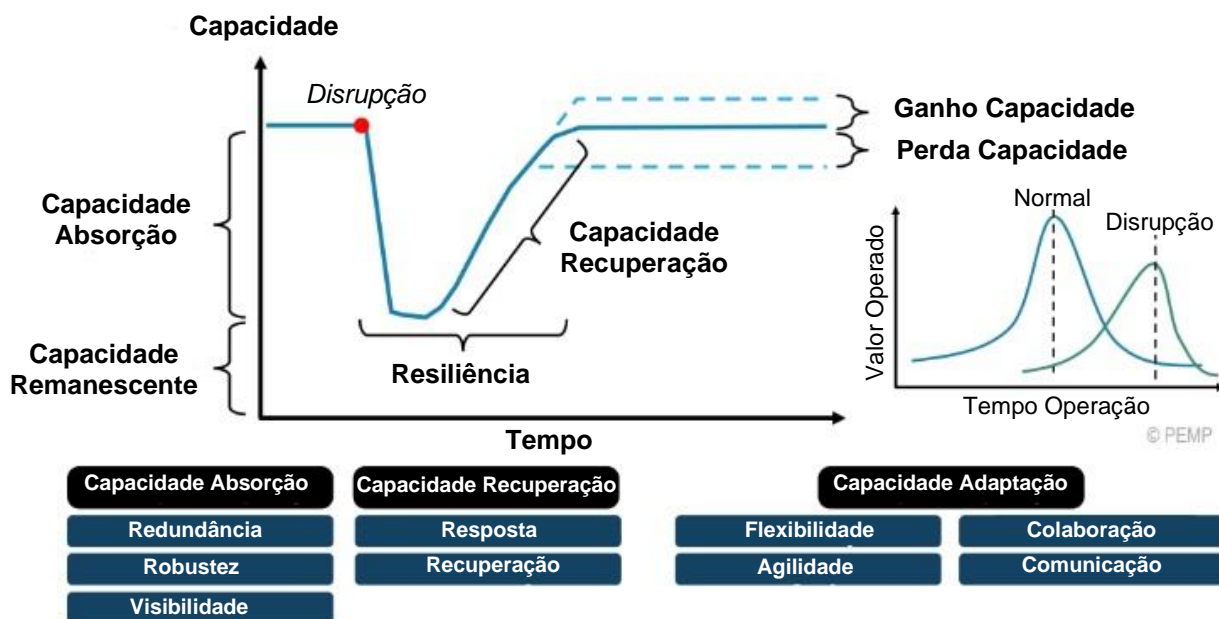 Capacidade
Disrupção
Ganho Capacidade
Perda Capacidade
Capacidade
Absorção
Capacidade
Recuperação
Capacidade
Remanescente
Resiliência
Tempo
Normal
Disrupção
Valor Operado
Tempo Operação
© PEMP
Capacidade Absorção
Redundância
Robustez
Visibilidade
Capacidade Recuperação
Resposta
Recuperação
Capacidade Adaptação
Flexibilidade
Colaboração
Agilidade
Comunicação